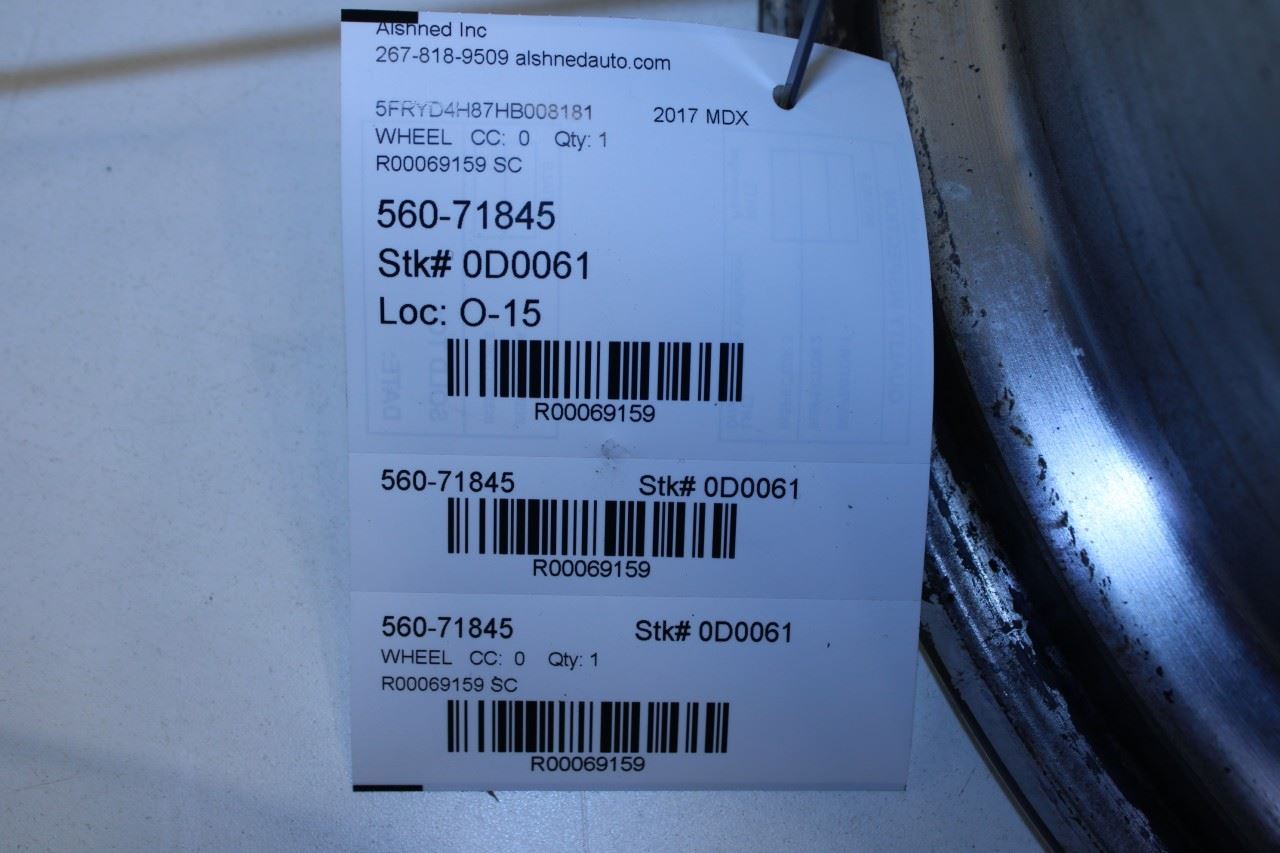 Alshned Inc
267-818-9509 alshnedauto.com
5FRYD4H87HB008181 2017 MDX
WHEEL CC: 0 Qty: 1
R00069159 SC
560-71845
Stk# 0D0061
Loc: O-15
R00069159
560-71845 Stk# 0D0061
R00069159
560-71845 Stk# 0D0061
WHEEL CC: 0 Qty: 1
R00069159 SC
R00069159